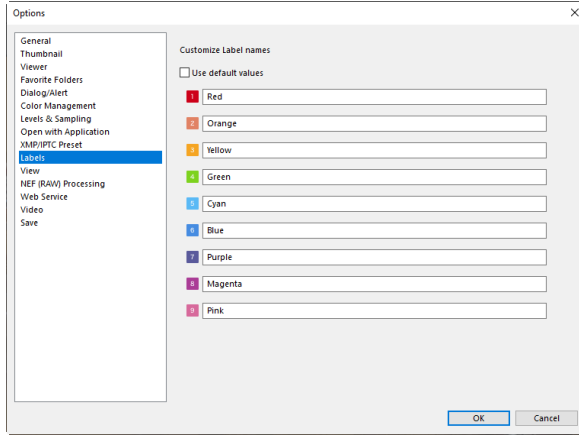 Options
General
Thumbnail
Viewer
Favorite Folders
Dialog/Alert
Color Management
Levels & Sampling
Open with Application
XMP/IPTC Preset
Labels
View
NEF (RAW) Processing
Web Service
Video
Save
Customize Label names
Use default values
1 Red
2 Orange
3 Yellow
4 Green
5 Cyan
6 Blue
7 Purple
8 Magenta
9 Pink
OK Cancel